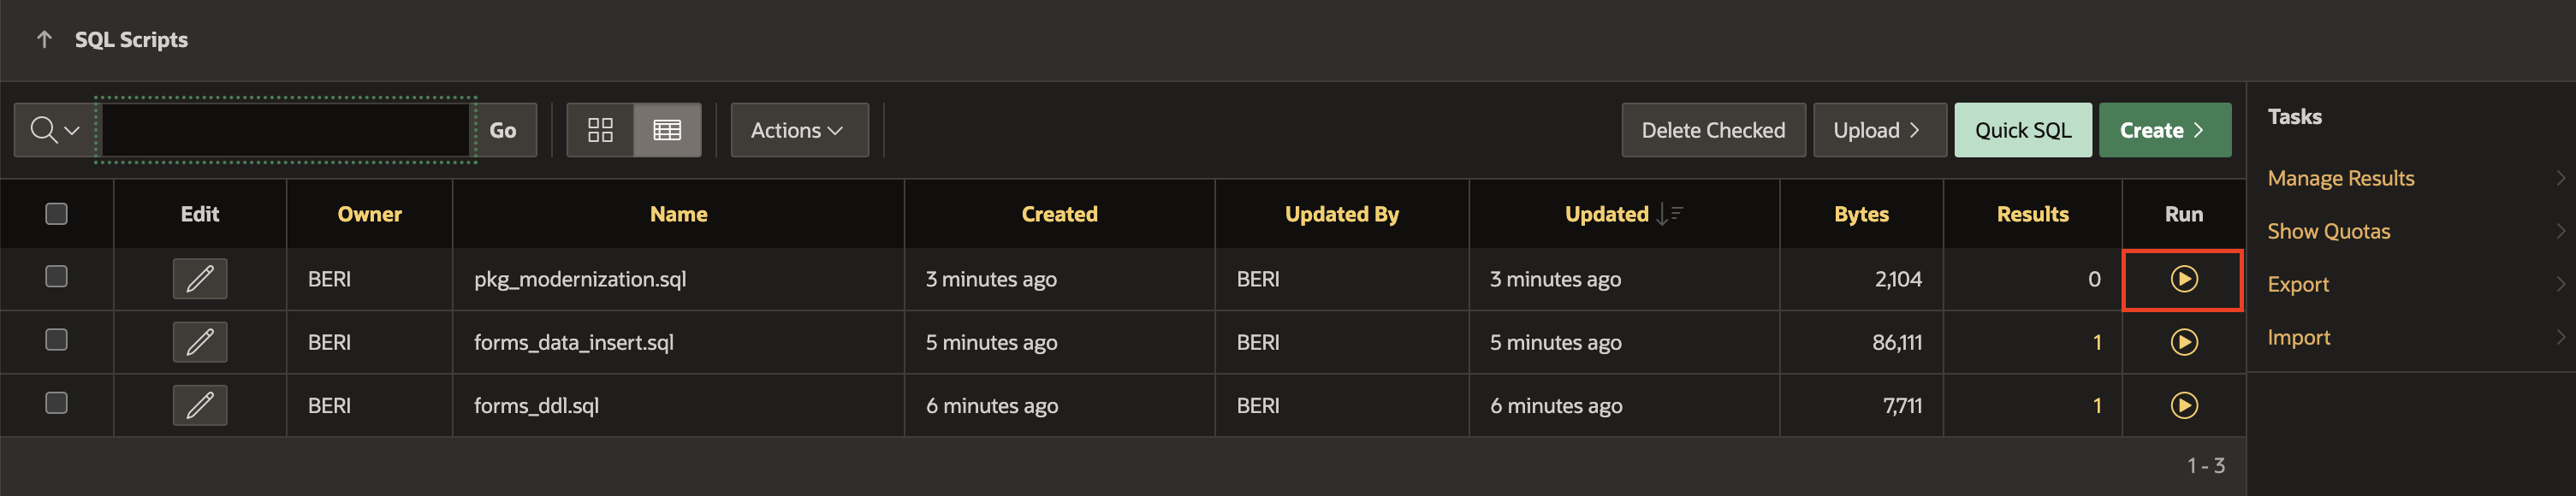 SQL Scripts
Go
Actions
Delete Checked
Upload
Quick SQL
Create
Edit Owner Name Created Updated By Updated Bytes Results Run
BERI pkg_modernization.sql 3 minutes ago BERI 3 minutes ago 2,104 0
BERI forms_data_insert.sql 5 minutes ago BERI 5 minutes ago 86,111 1
BERI forms_ddl.sql 6 minutes ago BERI 6 minutes ago 7,711 1
1 - 3
Tasks
Manage Results
Show Quotas
Export
Import